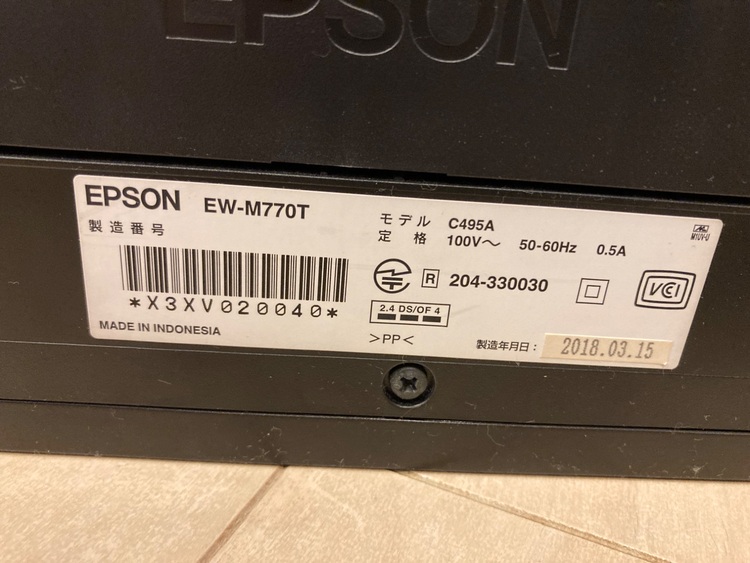 EPSON
EPSON EW-M770T
モデル C495A
製造番号
定格 100V～ 50-60Hz 0.5A
R 204-330030
VCCI
*X3XV020040*
2.4 DS/OF 4
MADE IN INDONESIA
>PP<
製造年月日: 2018.03.15